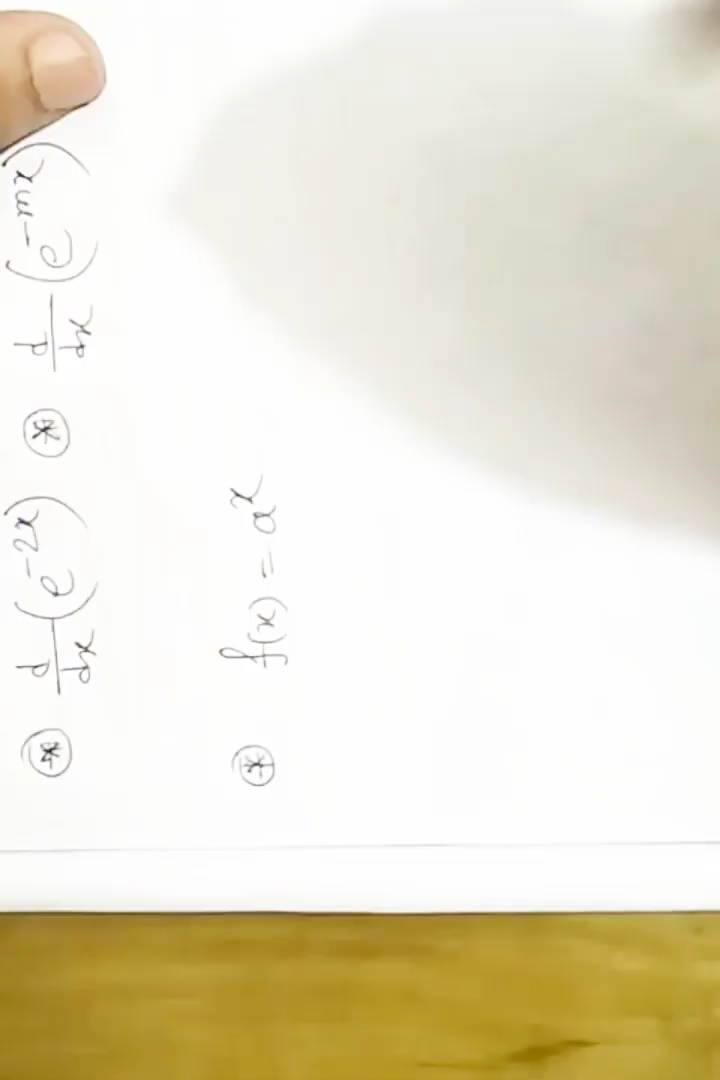 ⊛ d/dx (e^{-2x}) ⊛ d/dx (e^{-mx})
⊛ f(x) = a^x